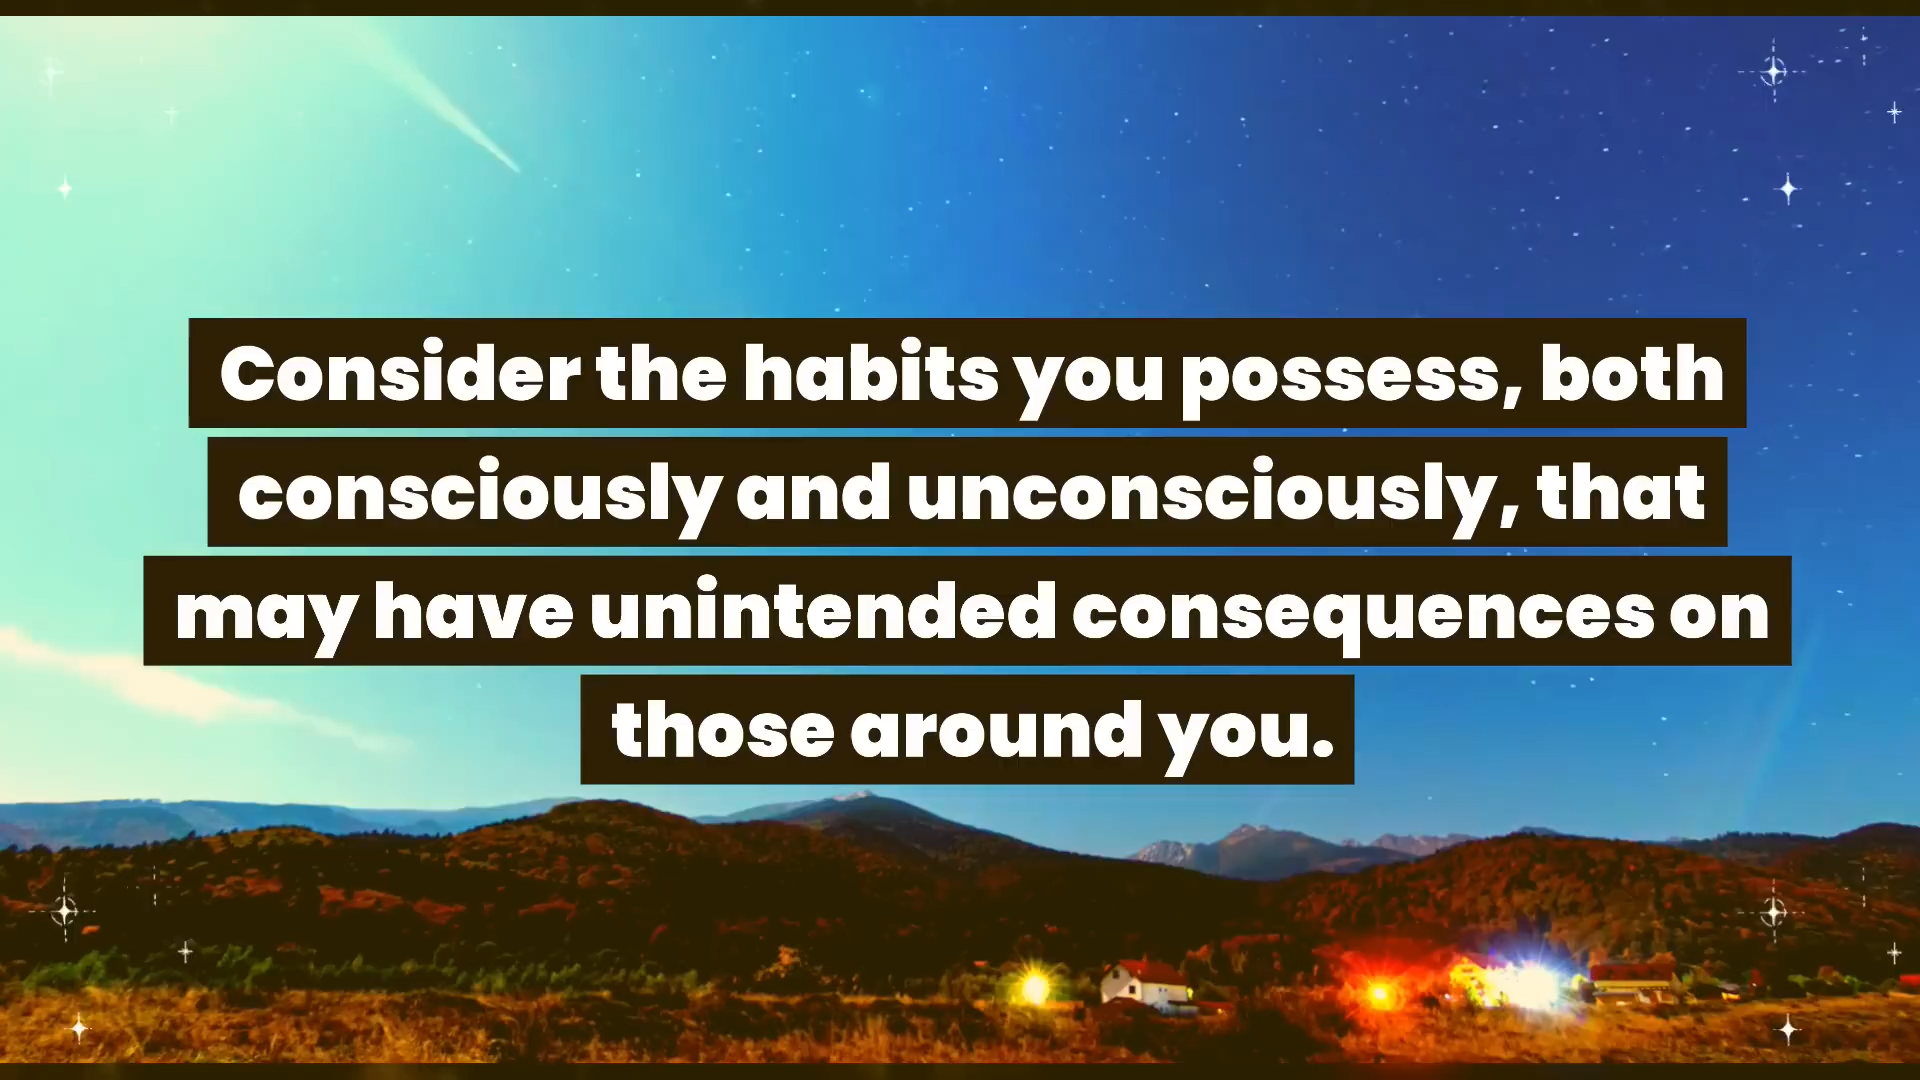 Consider the habits you possess, both
consciously and unconsciously, that
may have unintended consequences on
those around you.